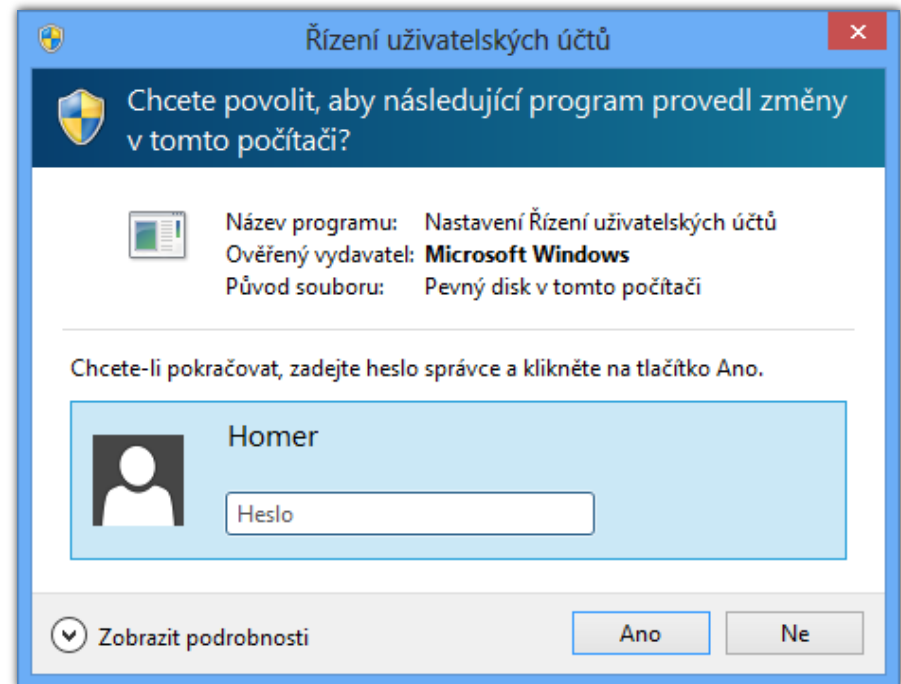 Řízení uživatelských účtů
Chcete povolit, aby následující program provedl změny
v tomto počítači?
Název programu: Nastavení Řízení uživatelských účtů
Ověřený vydavatel: Microsoft Windows
Původ souboru: Pevný disk v tomto počítači
Chcete-li pokračovat, zadejte heslo správce a klikněte na tlačítko Ano.
Homer
Heslo
Zobrazit podrobnosti Ano Ne